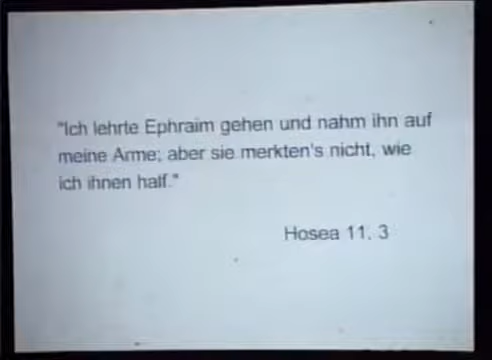 "Ich lehrte Ephraim gehen und nahm ihn auf
meine Arme; aber sie merkten's nicht, wie
ich ihnen half."
Hosea 11, 3